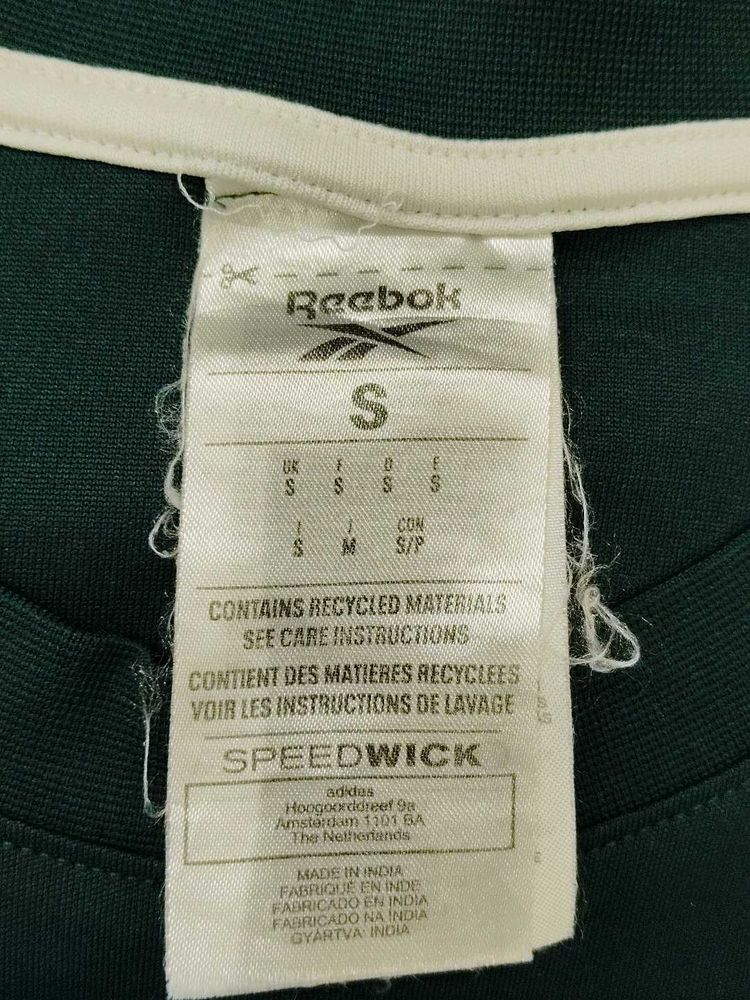 Reebok
S
UK F D E
S S S S
I J CON
S M S/P
CONTAINS RECYCLED MATERIALS
SEE CARE INSTRUCTIONS
CONTIENT DES MATIERES RECYCLEES
VOIR LES INSTRUCTIONS DE LAVAGE
SPEEDWICK
adidas
Hoogoorddreef 9a
Amsterdam 1101 BA
The Netherlands
MADE IN INDIA
FABRIQUÉ EN INDE
FABRICADO EN INDIA
FABRICADO NA INDIA
GYÁRTVA: INDIA